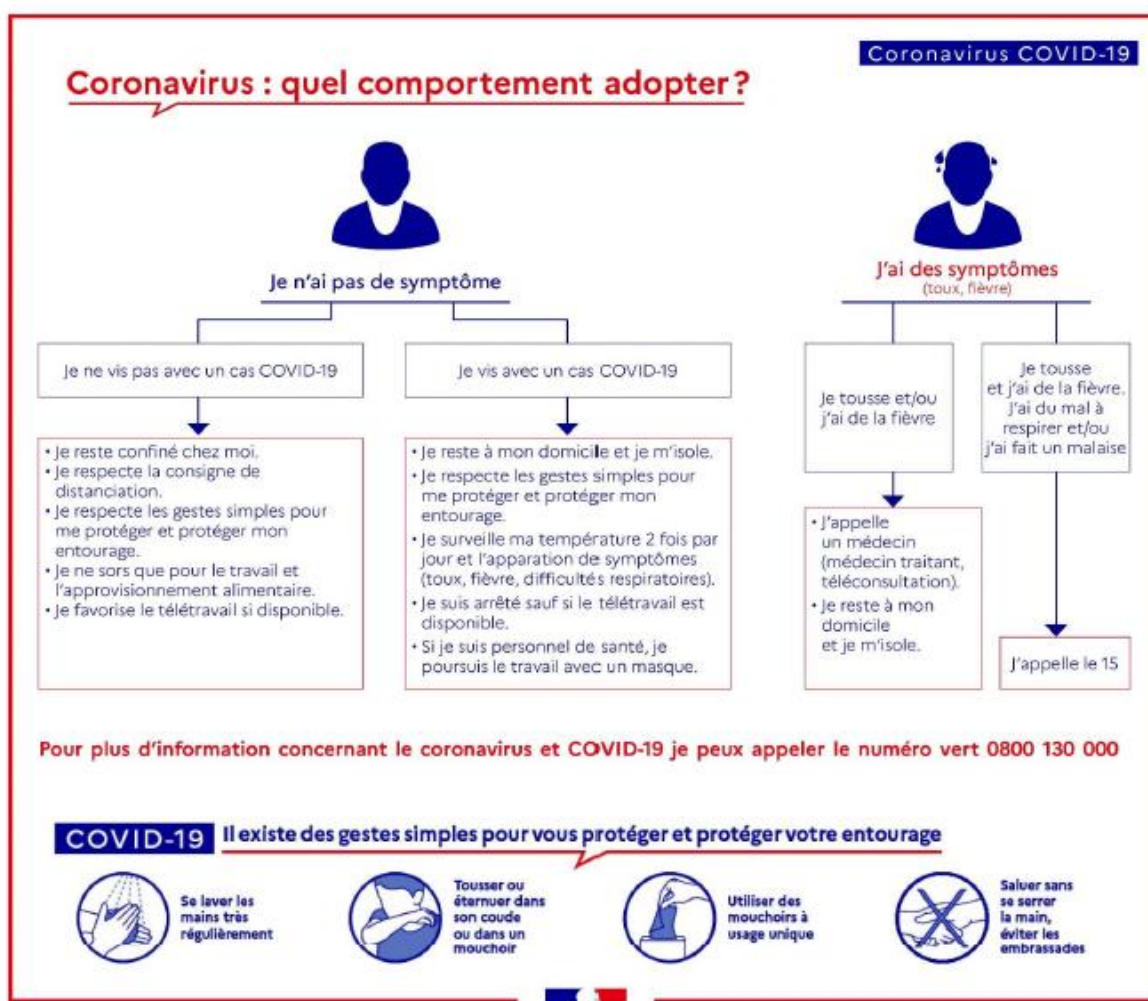 Coronavirus COVID-19
Coronavirus : quel comportement adopter ?
Je n'ai pas de symptôme
Je ne vis pas avec un cas COVID-19
• Je reste confiné chez moi.
• Je respecte la consigne de
distanciation.
• Je respecte les gestes simples pour
me protéger et protéger mon
entourage.
• Je ne sors que pour le travail et
l'approvisionnement alimentaire.
• Je favorise le télétravail si disponible.
Je vis avec un cas COVID-19
• Je reste à mon domicile et je m'isole.
• Je respecte les gestes simples pour
me protéger et protéger mon
entourage.
• Je surveille ma température 2 fois par
jour et l'apparation de symptômes
(toux, fièvre, difficultés respiratoires).
• Je suis arrêté sauf si le télétravail est
disponible.
• Si je suis personnel de santé, je
poursuis le travail avec un masque.
J'ai des symptômes
(toux, fièvre)
Je tousse et/ou
j'ai de la fièvre
• J'appelle
un médecin
(médecin traitant,
téléconsultation).
• Je reste à mon
domicile
et je m'isole.
Je tousse
et j'ai de la fièvre.
J'ai du mal à
respirer et/ou
j'ai fait un malaise
J'appelle le 15
Pour plus d'information concernant le coronavirus et COVID-19 je peux appeler le numéro vert 0800 130 000
COVID-19 Il existe des gestes simples pour vous protéger et protéger votre entourage
Se laver les
mains très
régulièrement
Tousser ou
éternuer dans
son coude
ou dans un
mouchoir
Utiliser des
mouchoirs à
usage unique
Saluer sans
se serrer
la main,
éviter les
embrassades